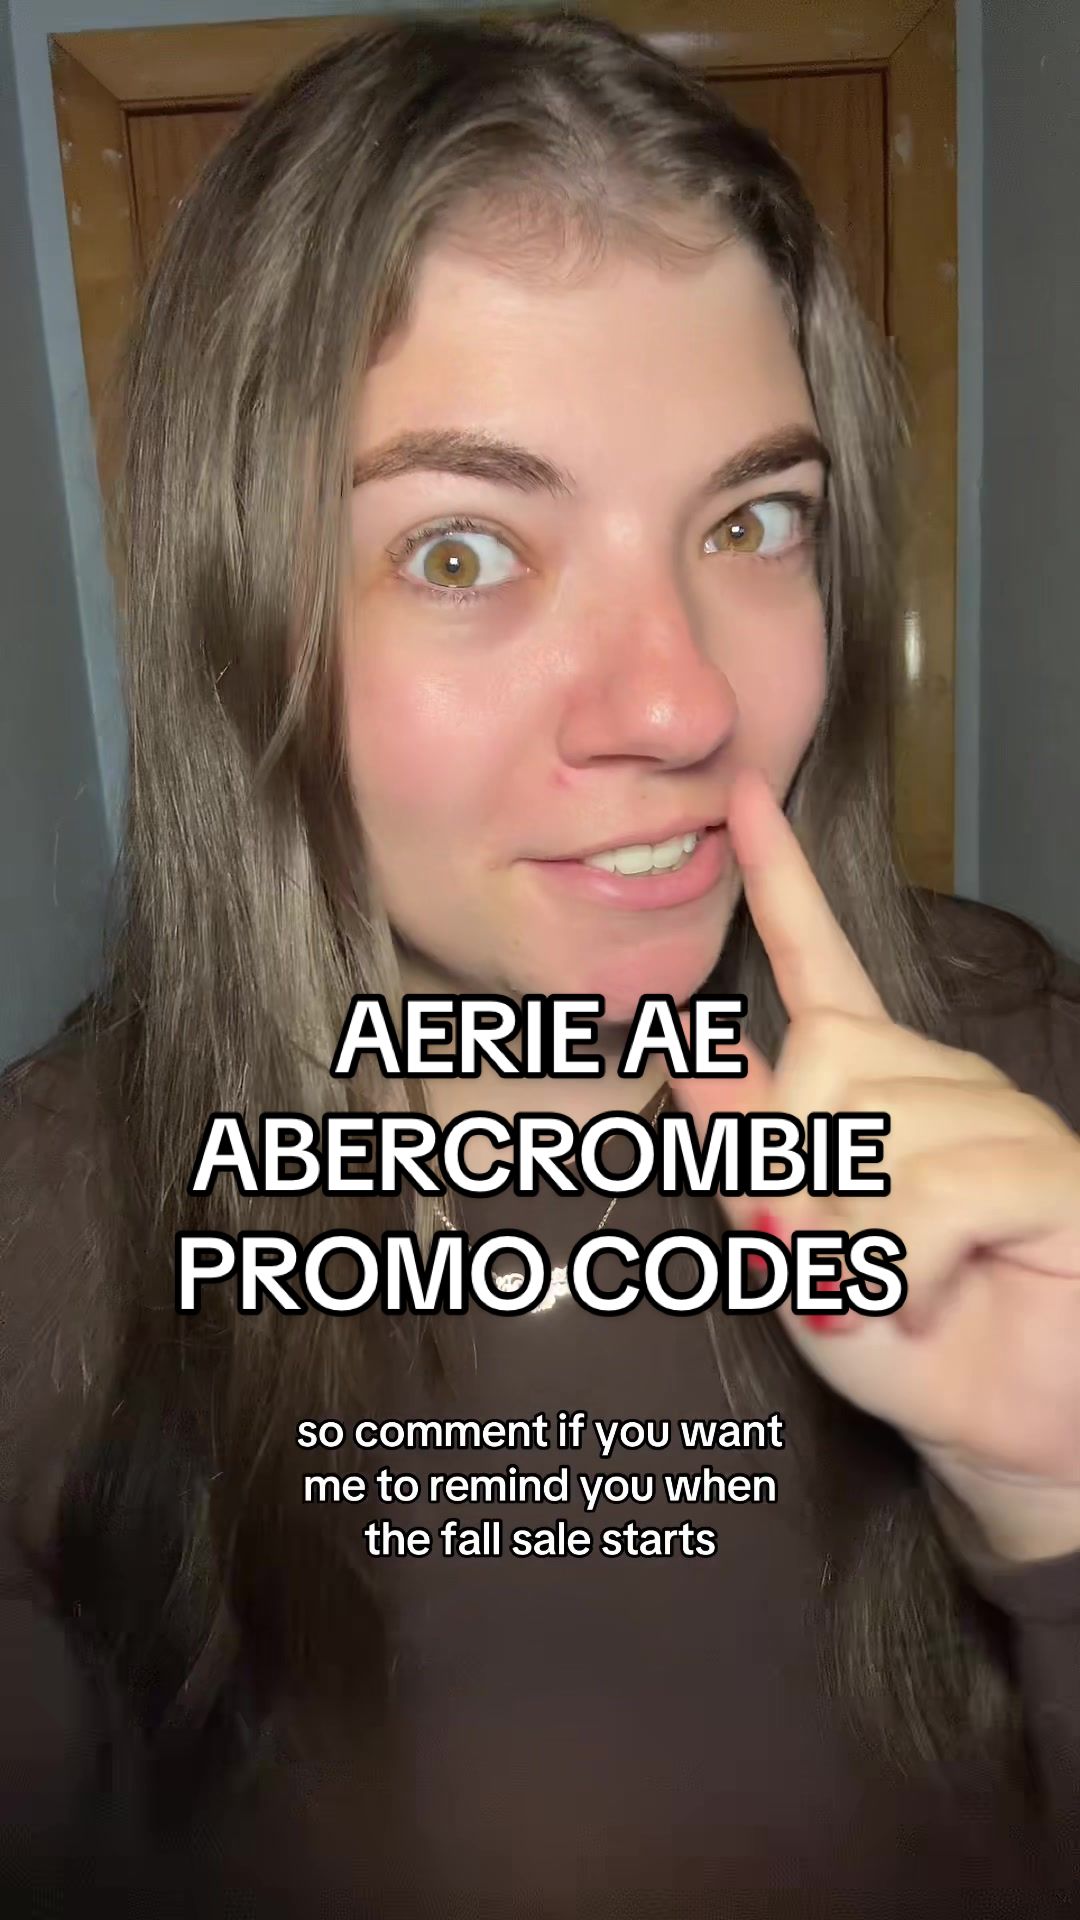 AERIE AE
ABERCROMBIE
PROMO CODES
so comment if you want
me to remind you when
the fall sale starts